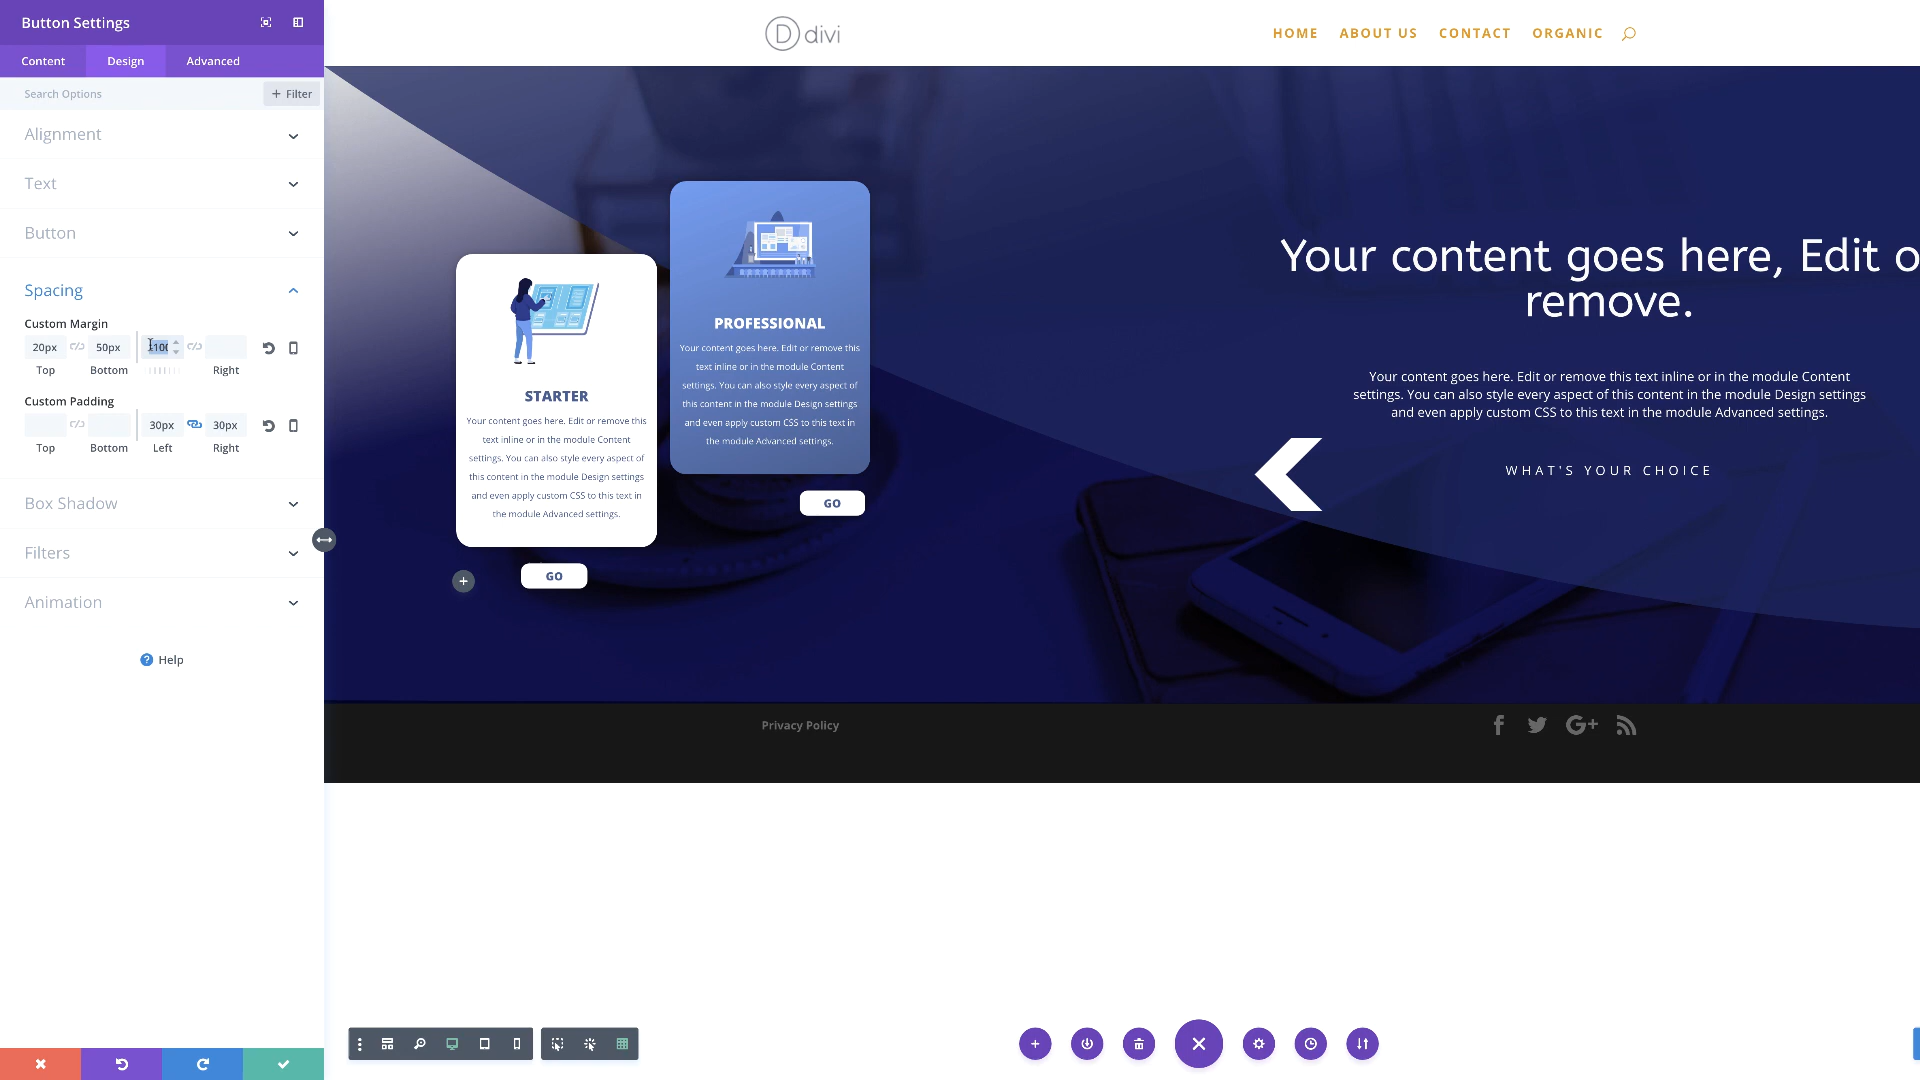 Button Settings
Content Design Advanced
Search Options
+ Filter
Alignment
Text
Button
Spacing
Custom Margin
20px 50px
Top Bottom Right
Custom Padding
30px 30px
Top Bottom Left Right
Box Shadow
Filters
Animation
? Help
D divi
HOME ABOUT US CONTACT ORGANIC
STARTER
Your content goes here. Edit or remove this
text inline or in the module Content
settings. You can also style every aspect of
this content in the module Design settings
and even apply custom CSS to this text in
the module Advanced settings.
GO
PROFESSIONAL
Your content goes here. Edit or remove this
text inline or in the module Content
settings. You can also style every aspect of
this content in the module Design settings
and even apply custom CSS to this text in
the module Advanced settings.
GO
Your content goes here, Edit o
remove.
Your content goes here. Edit or remove this text inline or in the module Content
settings. You can also style every aspect of this content in the module Design settings
and even apply custom CSS to this text in the module Advanced settings.
WHAT'S YOUR CHOICE
Privacy Policy